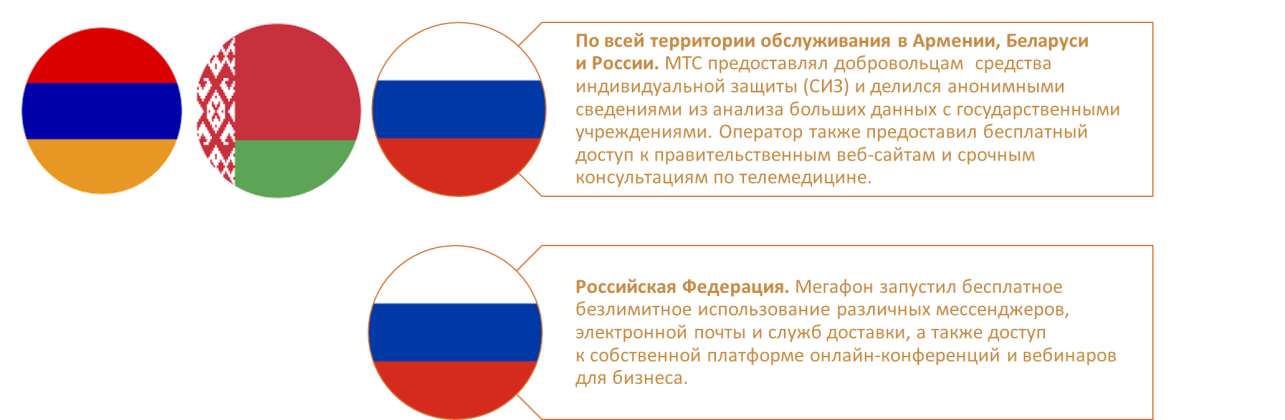 По всей территории обслуживания в Армении, Беларуси
и России. МТС предоставлял добровольцам  средства
индивидуальной защиты (СИЗ) и делился анонимными
сведениями из анализа больших данных с государственными
учреждениями. Оператор также предоставил бесплатный
доступ к правительственным веб-сайтам и срочным
консультациям по телемедицине.
Российская Федерация. Мегафон запустил бесплатное
безлимитное использование различных мессенджеров,
электронной почты и служб доставки, а также доступ
к собственной платформе онлайн-конференций и вебинаров
для бизнеса.